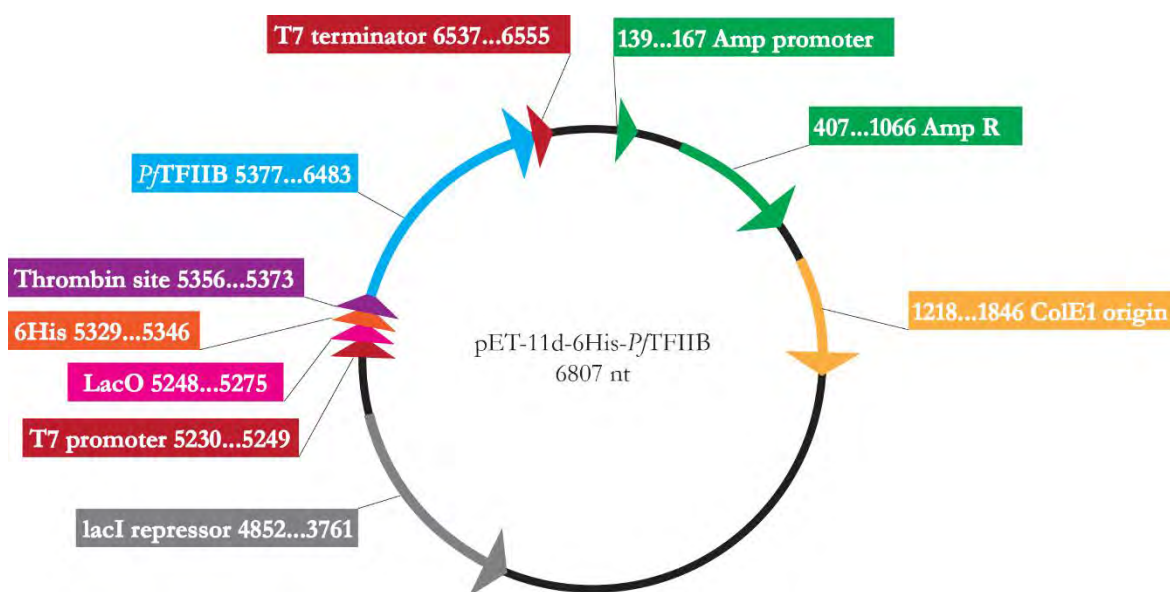 T7 terminator 6537...6555
139...167 Amp promoter
407...1066 Amp R
PfTFIIB 5377...6483
Thrombin site 5356...5373
6His 5329...5346
1218...1846 ColE1 origin
pET-11d-6His-PfTFIIB
6807 nt
LacO 5248...5275
T7 promoter 5230...5249
lacI repressor 4852...3761